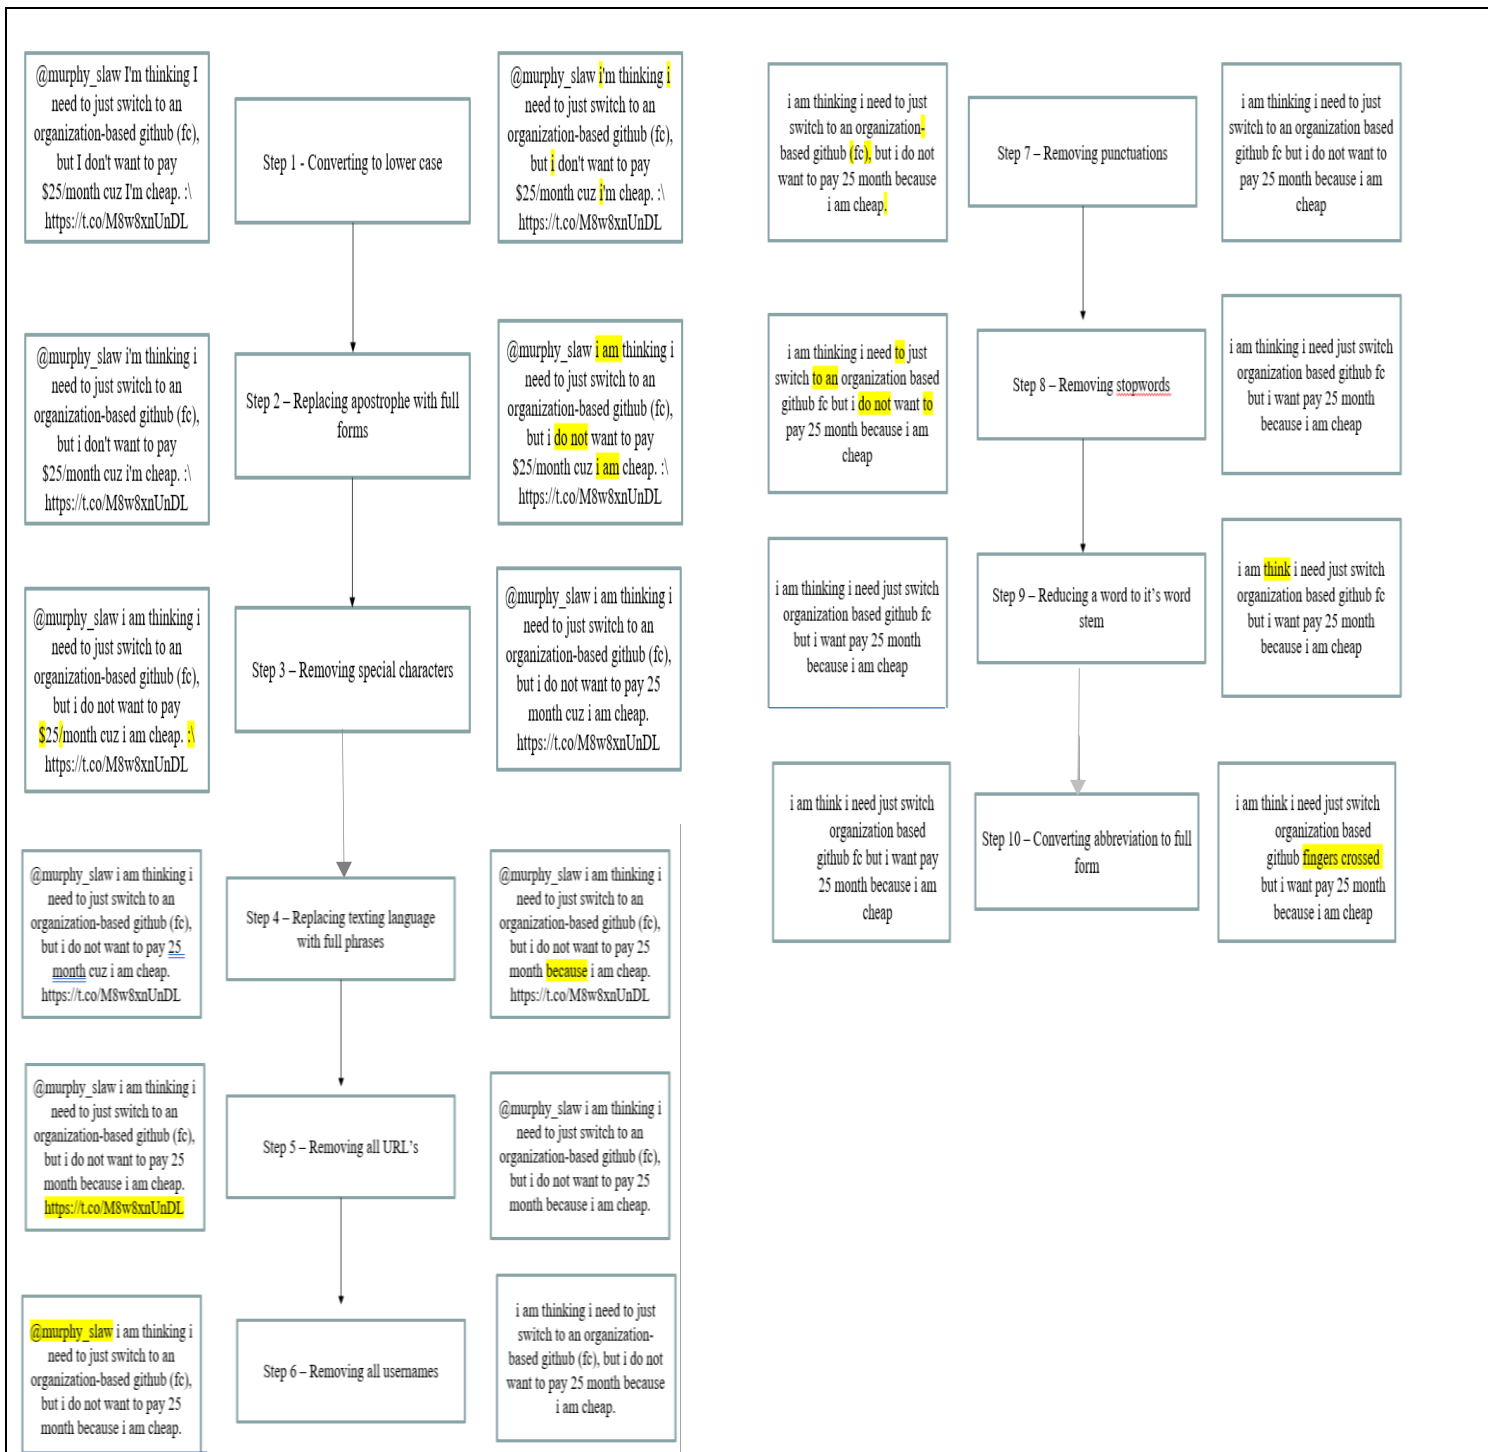 @murphy_slaw I'm thinking I
need to just switch to an
organization-based github (fc),
but I don't want to pay
$25/month cuz I'm cheap. :\
https://t.co/M8w8xnUnDL
Step 1 - Converting to lower case
@murphy_slaw i'm thinking i
need to just switch to an
organization-based github (fc),
but i don't want to pay
$25/month cuz i'm cheap. :\
https://t.co/M8w8xnUnDL
@murphy_slaw i'm thinking i
need to just switch to an
organization-based github (fc),
but i don't want to pay
$25/month cuz i'm cheap. :\
https://t.co/M8w8xnUnDL
Step 2 – Replacing apostrophe with full
forms
@murphy_slaw i am thinking i
need to just switch to an
organization-based github (fc),
but i do not want to pay
$25/month cuz i am cheap. :\
https://t.co/M8w8xnUnDL
@murphy_slaw i am thinking i
need to just switch to an
organization-based github (fc),
but i do not want to pay
$25/month cuz i am cheap. :\
https://t.co/M8w8xnUnDL
Step 3 – Removing special characters
@murphy_slaw i am thinking i
need to just switch to an
organization-based github (fc),
but i do not want to pay 25
month cuz i am cheap.
https://t.co/M8w8xnUnDL
@murphy_slaw i am thinking i
need to just switch to an
organization-based github (fc),
but i do not want to pay 25
month cuz i am cheap.
https://t.co/M8w8xnUnDL
Step 4 – Replacing texting language
with full phrases
@murphy_slaw i am thinking i
need to just switch to an
organization-based github (fc),
but i do not want to pay 25
month because i am cheap.
https://t.co/M8w8xnUnDL
@murphy_slaw i am thinking i
need to just switch to an
organization-based github (fc),
but i do not want to pay 25
month because i am cheap.
https://t.co/M8w8xnUnDL
Step 5 – Removing all URL’s
@murphy_slaw i am thinking i
need to just switch to an
organization-based github (fc),
but i do not want to pay 25
month because i am cheap.
@murphy_slaw i am thinking i
need to just switch to an
organization-based github (fc),
but i do not want to pay 25
month because i am cheap.
Step 6 – Removing all usernames
i am thinking i need to just
switch to an organization-
based github (fc), but i do not
want to pay 25 month because
i am cheap.
i am thinking i need to just
switch to an organization-
based github (fc), but i do not
want to pay 25 month because
i am cheap.
Step 7 – Removing punctuations
i am thinking i need to just
switch to an organization based
github fc but i do not want to
pay 25 month because i am
cheap
i am thinking i need to just
switch to an organization based
github fc but i do not want to
pay 25 month because i am
cheap
Step 8 – Removing stopwords
i am thinking i need just switch
organization based github fc
but i want pay 25 month
because i am cheap
i am thinking i need just switch
organization based github fc
but i want pay 25 month
because i am cheap
Step 9 – Reducing a word to it’s word
stem
i am think i need just switch
organization based github fc
but i want pay 25 month
because i am cheap
i am think i need just switch
organization based
github fc but i want pay
25 month because i am
cheap
Step 10 – Converting abbreviation to full
form
i am think i need just switch
organization based
github fingers crossed
but i want pay 25 month
because i am cheap